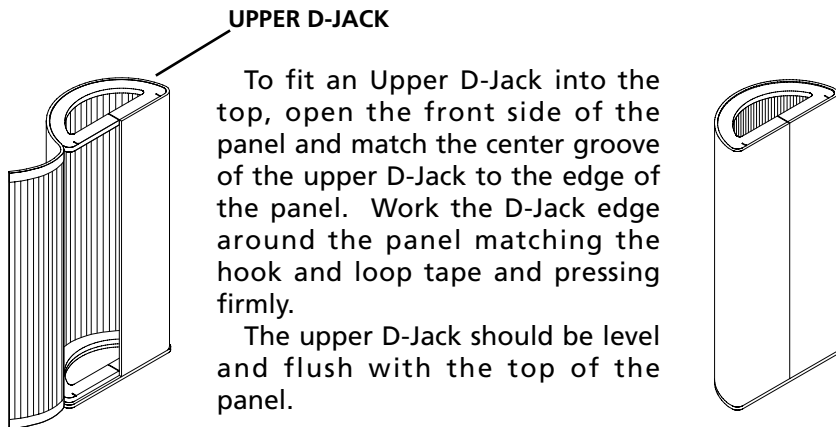 UPPER D-JACK
To fit an Upper D-Jack into the
top, open the front side of the
panel and match the center groove
of the upper D-Jack to the edge of
the panel. Work the D-Jack edge
around the panel matching the
hook and loop tape and pressing
firmly.
The upper D-Jack should be level
and flush with the top of the
panel.